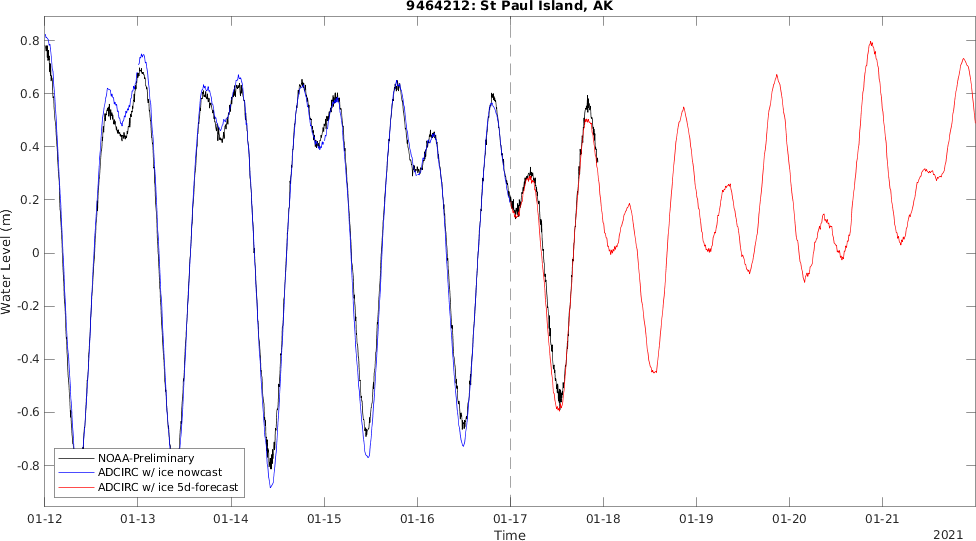 9464212: St Paul Island, AK
Water Level (m)
0.8
0.6
0.4
0.2
0
-0.2
-0.4
-0.6
-0.8
NOAA-Preliminary
ADCIRC w/ ice nowcast
ADCIRC w/ ice 5d-forecast
01-12 01-13 01-14 01-15 01-16 01-17 01-18 01-19 01-20 01-21
Time
2021